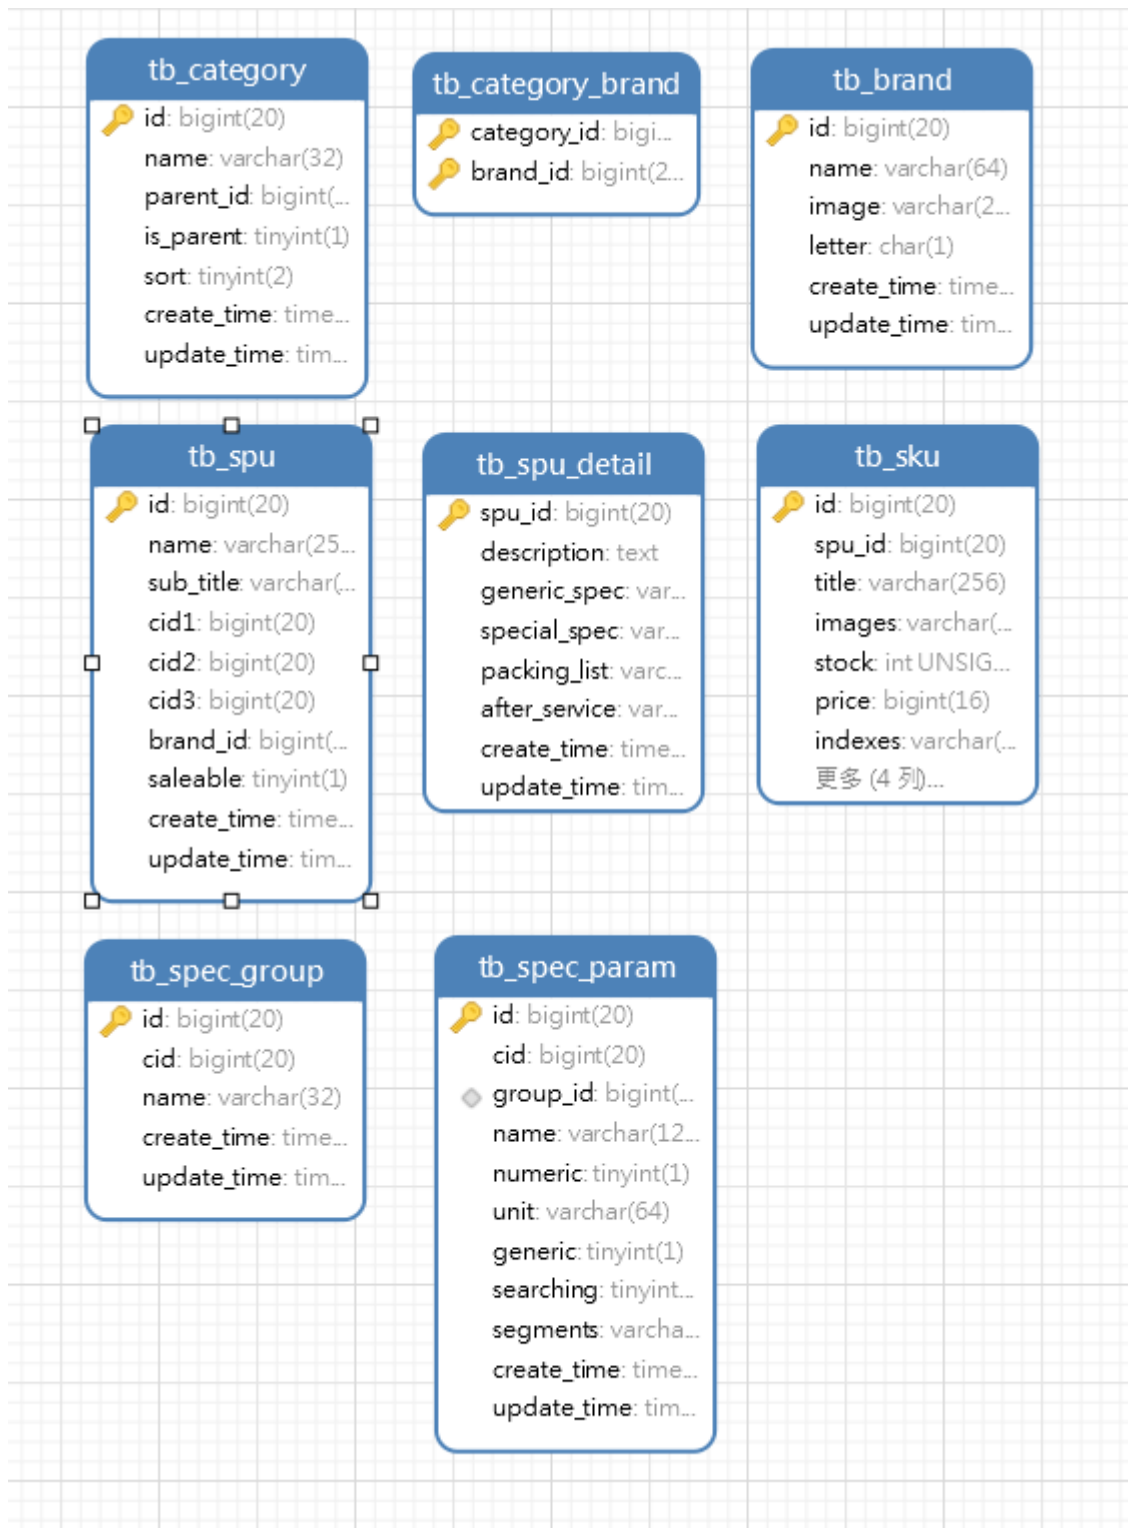 tb_category
id: bigint(20)
name: varchar(32)
parent_id: bigint(...
is_parent: tinyint(1)
sort: tinyint(2)
create_time: time...
update_time: tim...
tb_category_brand
category_id: bigi...
brand_id: bigint(2...
tb_brand
id: bigint(20)
name: varchar(64)
image: varchar(2...
letter: char(1)
create_time: time...
update_time: tim...
tb_spu
id: bigint(20)
name: varchar(25...
sub_title: varchar(...
cid1: bigint(20)
cid2: bigint(20)
cid3: bigint(20)
brand_id: bigint(...
saleable: tinyint(1)
create_time: time...
update_time: tim...
tb_spu_detail
spu_id: bigint(20)
description: text
generic_spec: var...
special_spec: var...
packing_list: varc...
after_service: var...
create_time: time...
update_time: tim...
tb_sku
id: bigint(20)
spu_id: bigint(20)
title: varchar(256)
images: varchar(...
stock: int UNSIG...
price: bigint(16)
indexes: varchar(...
更多 (4 列)...
tb_spec_group
id: bigint(20)
cid: bigint(20)
name: varchar(32)
create_time: time...
update_time: tim...
tb_spec_param
id: bigint(20)
cid: bigint(20)
group_id: bigint(...
name: varchar(12...
numeric: tinyint(1)
unit: varchar(64)
generic: tinyint(1)
searching: tinyint...
segments: varcha...
create_time: time...
update_time: tim...